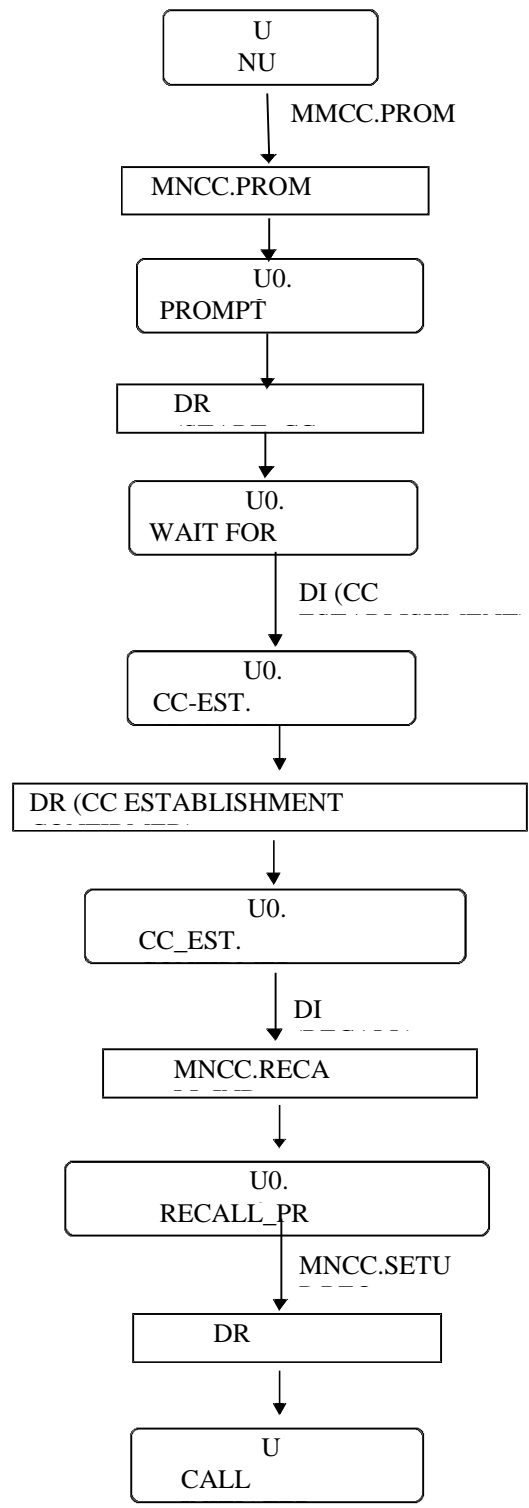 U
NU
MMCC.PROM
MNCC.PROM
U0.
PROMPT
DR
U0.
WAIT FOR
DI (CC
U0.
CC-EST.
DR (CC ESTABLISHMENT
U0.
CC_EST.
DI
MNCC.RECA
U0.
RECALL_PR
MNCC.SETU
DR
U
CALL